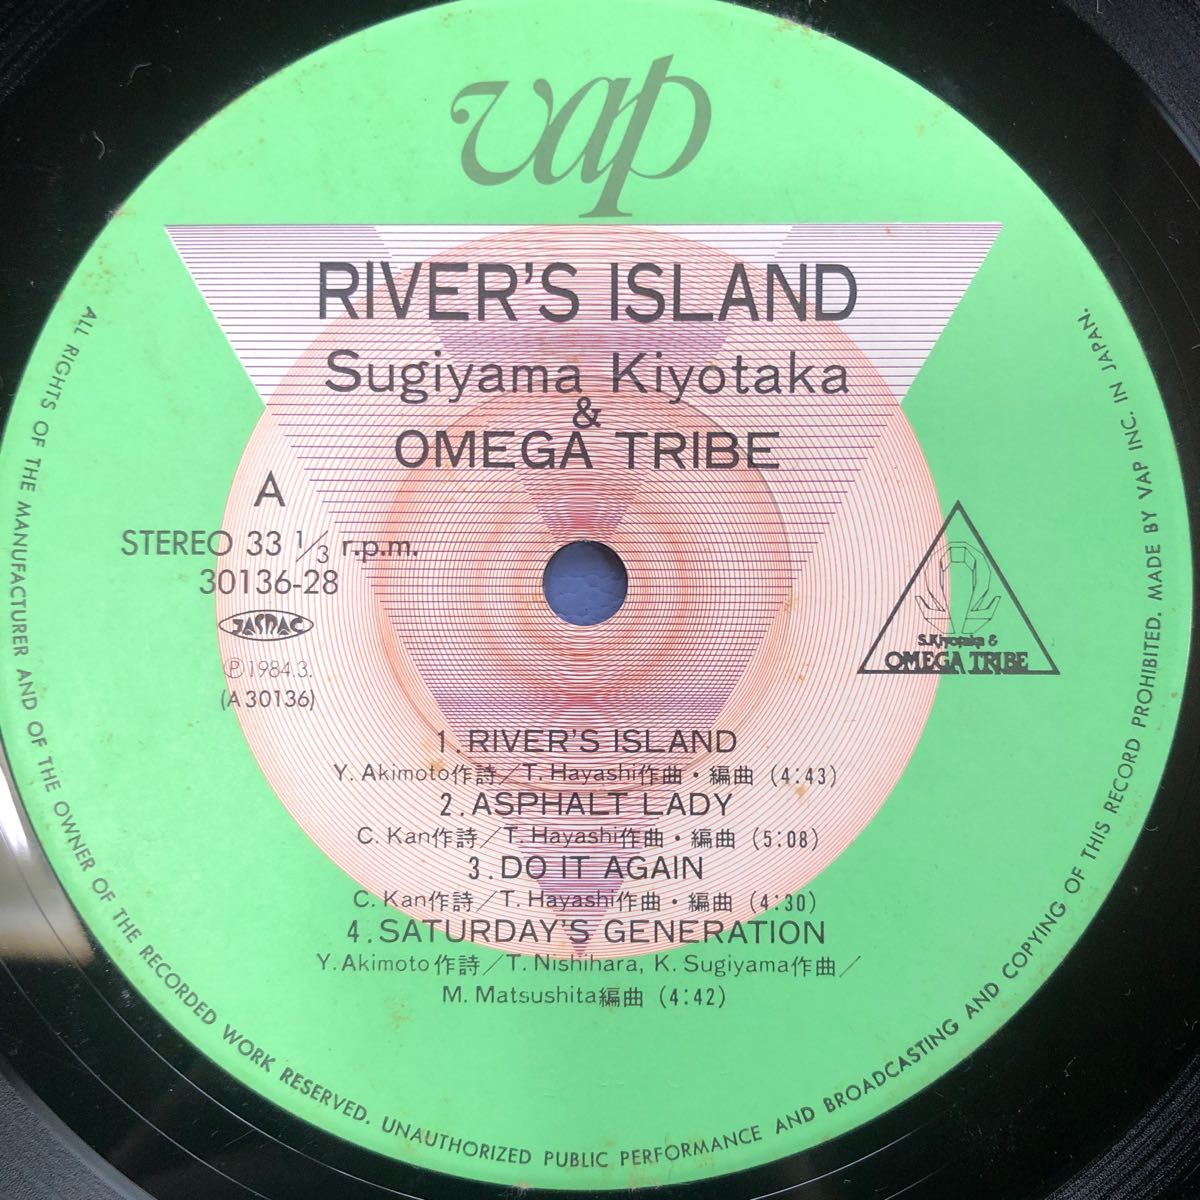 vap
RIVER'S ISLAND
Sugiyama Kiyotaka
&
OMEGA TRIBE
A
STEREO 33 1/3 r.p.m.
30136-28
JASRAC
Ⓟ1984.3.
(A 30136)
S.Kiyotaka &
OMEGA TRIBE
1. RIVER'S ISLAND
Y. Akimoto作詩／T. Hayashi作曲・編曲 (4:43)
2. ASPHALT LADY
C. Kan作詩／T. Hayashi作曲・編曲 (5:08)
3. DO IT AGAIN
C. Kan作詩／T. Hayashi作曲・編曲 (4:30)
4. SATURDAY'S GENERATION
Y. Akimoto作詩／T. Nishihara, K. Sugiyama作曲／
M. Matsushita編曲 (4:42)
ALL RIGHTS OF THE MANUFACTURER AND OF THE OWNER OF THE RECORDED WORK RESERVED. UNAUTHORIZED PUBLIC PERFORMANCE AND BROADCASTING AND COPYING OF THIS RECORD PROHIBITED. MADE BY VAP INC. IN JAPAN.